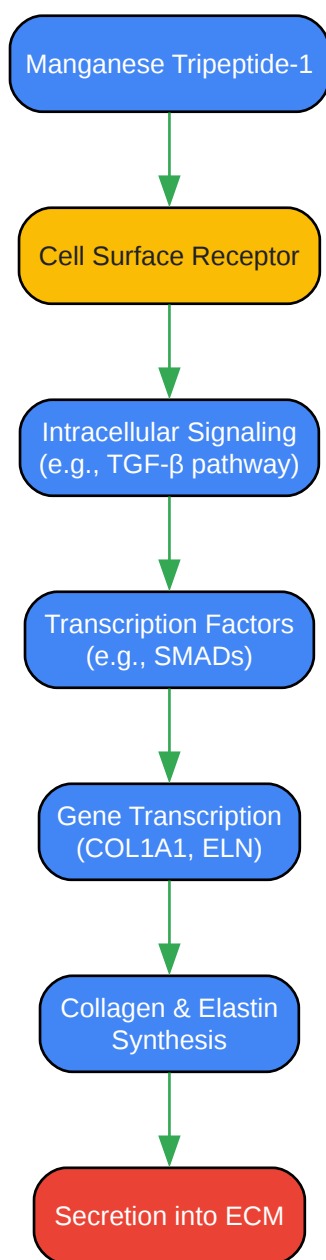 Manganese Tripeptide-1
Cell Surface Receptor
Intracellular Signaling
(e.g., TGF-β pathway)
Transcription Factors
(e.g., SMADs)
Gene Transcription
(COL1A1, ELN)
Collagen & Elastin
Synthesis
Secretion into ECM